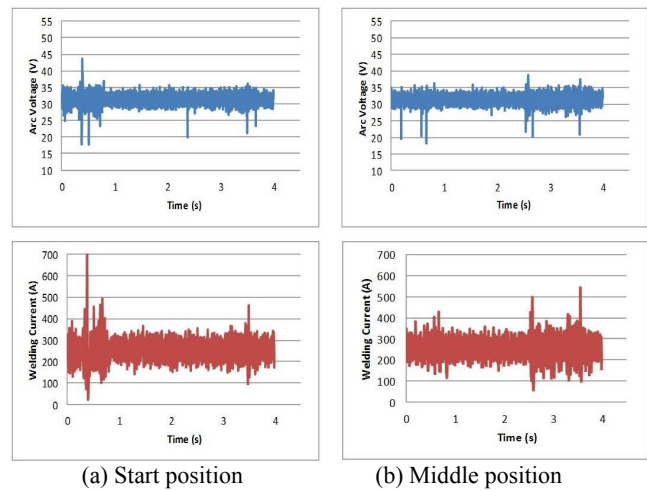 55
50
45
40
35
30
25
20
15
10
Arc Voltage (V)
0 1 2 3 4
Time (s)
55
50
45
40
35
30
25
20
15
10
Arc Voltage (V)
0 1 2 3 4
Time (s)
700
600
500
400
300
200
100
0
Welding Current (A)
0 1 2 3 4
Time (s)
700
600
500
400
300
200
100
0
Welding Current (A)
0 1 2 3 4
Time (s)
(a) Start position
(b) Middle position